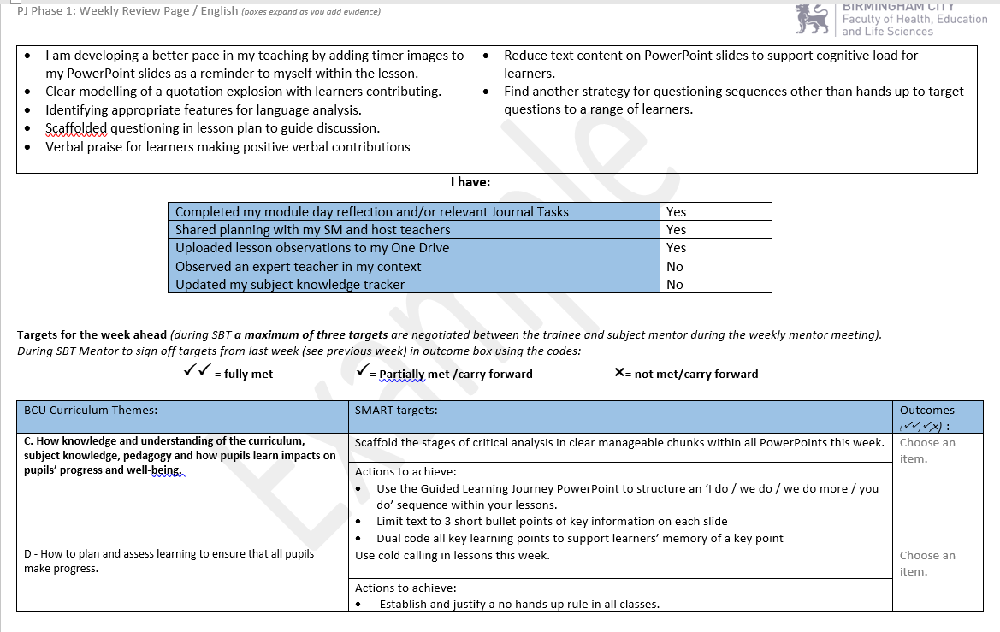 PJ Phase 1: Weekly Review Page / English (boxes expand as you add evidence)
BIRMINGHAM CITY
Faculty of Health, Education
and Life Sciences
• I am developing a better pace in my teaching by adding timer images to
my PowerPoint slides as a reminder to myself within the lesson.
• Clear modelling of a quotation explosion with learners contributing.
• Identifying appropriate features for language analysis.
• Scaffolded questioning in lesson plan to guide discussion.
• Verbal praise for learners making positive verbal contributions
• Reduce text content on PowerPoint slides to support cognitive load for
learners.
• Find another strategy for questioning sequences other than hands up to target
questions to a range of learners.
I have:
Completed my module day reflection and/or relevant Journal Tasks Yes
Shared planning with my SM and host teachers Yes
Uploaded lesson observations to my One Drive Yes
Observed an expert teacher in my context No
Updated my subject knowledge tracker No
Targets for the week ahead (during SBT a maximum of three targets are negotiated between the trainee and subject mentor during the weekly mentor meeting).
During SBT Mentor to sign off targets from last week (see previous week) in outcome box using the codes:
✓✓ = fully met ✓= Partially met /carry forward ×= not met/carry forward
BCU Curriculum Themes: SMART targets: Outcomes
(✓✓,✓,x) :
C. How knowledge and understanding of the curriculum,
subject knowledge, pedagogy and how pupils learn impacts on
pupils' progress and well-being.
Scaffold the stages of critical analysis in clear manageable chunks within all PowerPoints this week.
Actions to achieve:
• Use the Guided Learning Journey PowerPoint to structure an 'I do / we do / we do more / you
do' sequence within your lessons.
• Limit text to 3 short bullet points of key information on each slide
• Dual code all key learning points to support learners' memory of a key point
Choose an
item.
D - How to plan and assess learning to ensure that all pupils
make progress.
Use cold calling in lessons this week.
Actions to achieve:
• Establish and justify a no hands up rule in all classes.
Choose an
item.
Example